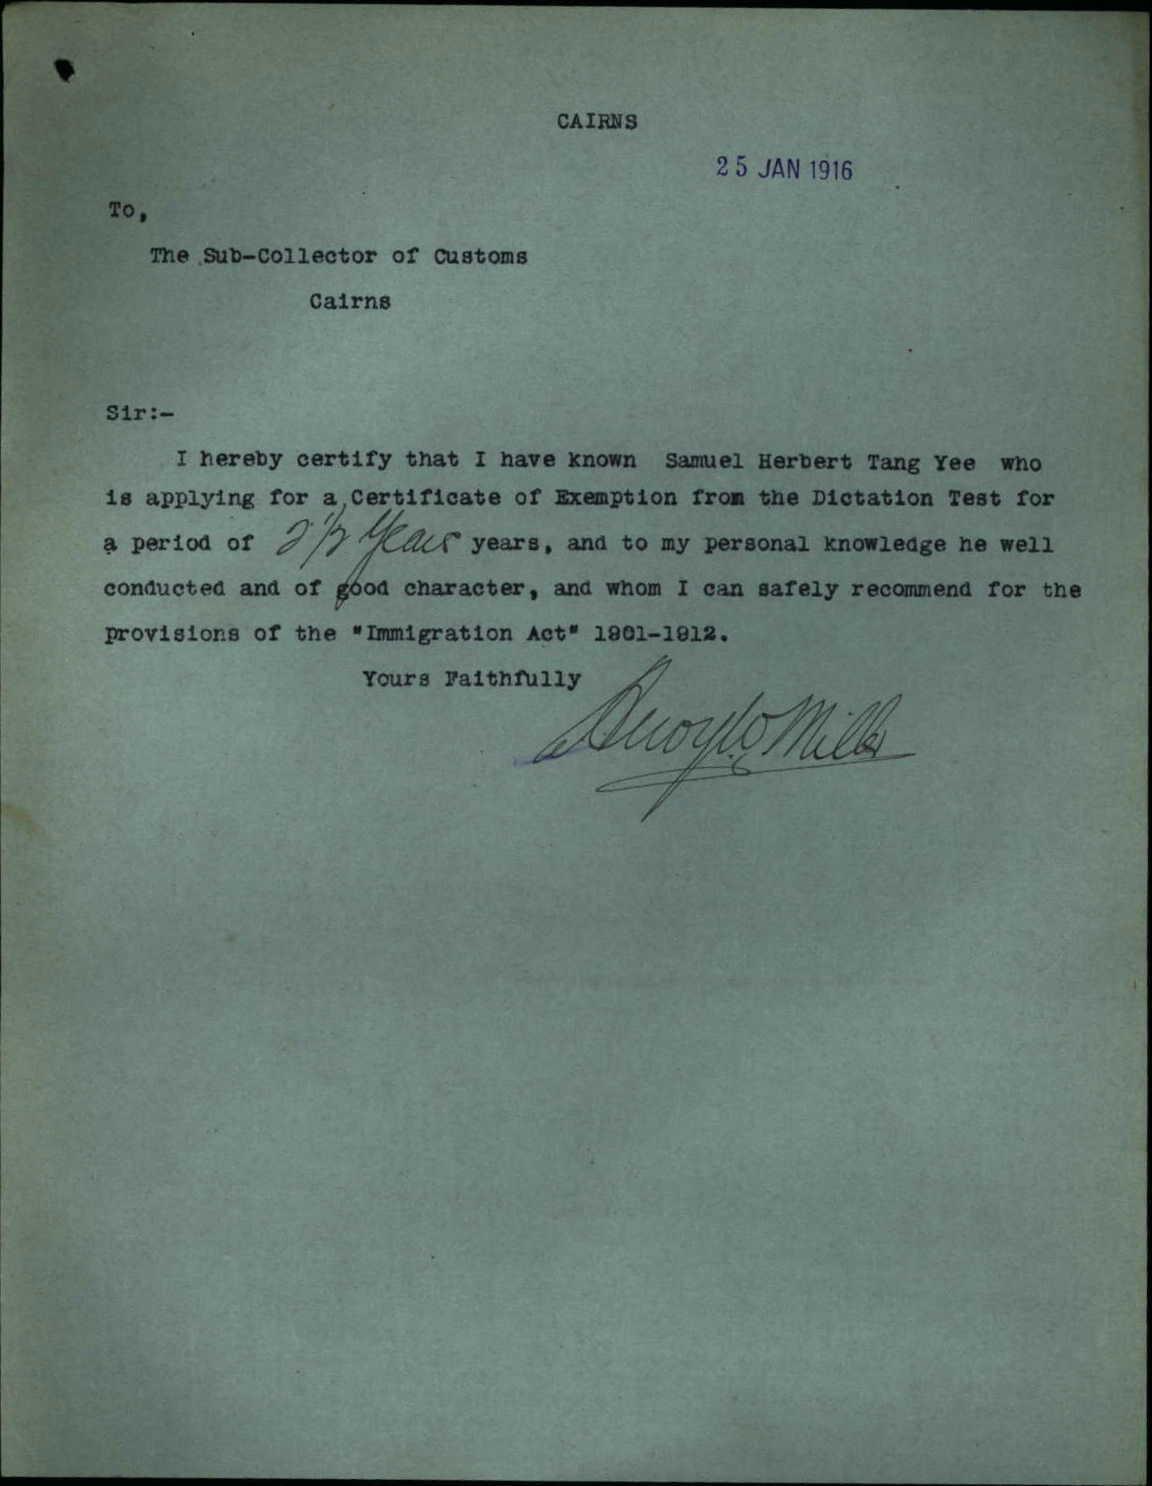 CAIRNS
25 JAN 1916
To,
The Sub-Collector of Customs
Cairns
Sir:-
I hereby certify that I have known Samuel Herbert Tang Yee who
is applying for a Certificate of Exemption from the Dictation Test for
a period of 2 1/2 Years years, and to my personal knowledge he well
conducted and of good character, and whom I can safely recommend for the
provisions of the "Immigration Act" 1901-1912.
Yours Faithfully